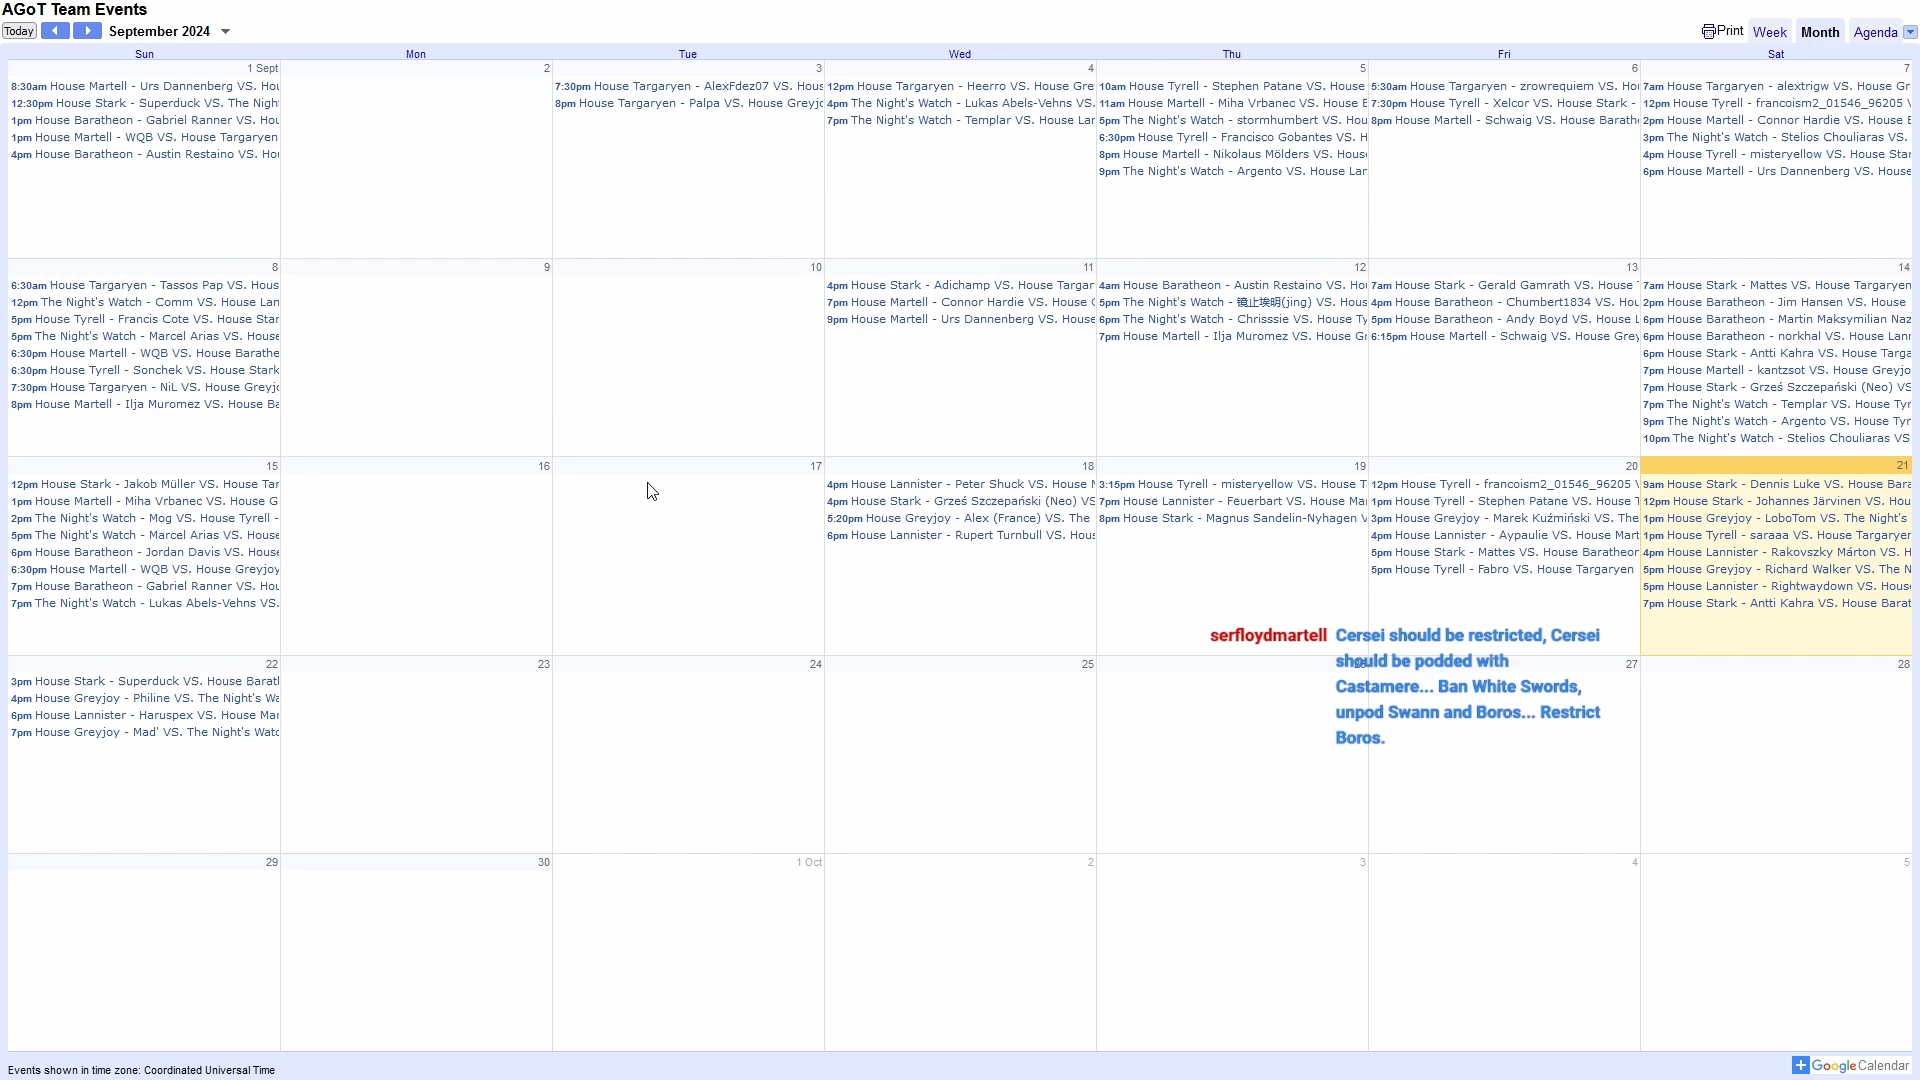 AGoT Team Events
Today
September 2024
Print
Week
Month
Agenda
Sun Mon Tue Wed Thu Fri Sat
1 Sept
8:30am House Martell - Urs Dannenberg VS. Hou
12:30pm House Stark - Superduck VS. The Nigh
1pm House Baratheon - Gabriel Ranner VS. Hou
1pm House Martell - WQB VS. House Targaryen
4pm House Baratheon - Austin Restaino VS. Hou
2
3
7:30pm House Targaryen - AlexFdez07 VS. Hous
8pm House Targaryen - Palpa VS. House Greyjo
4
12pm House Targaryen - Heerro VS. House Gre
4pm The Night's Watch - Lukas Abels-Vehns VS.
7pm The Night's Watch - Templar VS. House Lan
5
10am House Tyrell - Stephen Patane VS. House
11am House Martell - Miha Vrbanec VS. House B
5pm The Night's Watch - stormhumbert VS. Hou
6:30pm House Tyrell - Francisco Gobantes VS. H
8pm House Martell - Nikolaus Mölders VS. House
9pm The Night's Watch - Argento VS. House Lan
6
5:30am House Targaryen - zrowrequiem VS. Hou
7:30pm House Tyrell - Xelcor VS. House Stark -
8pm House Martell - Schwaig VS. House Barath
7
7am House Targaryen - alextrigw VS. House Gr
12pm House Tyrell - francoism2_01546_96205 V
2pm House Martell - Connor Hardie VS. House B
3pm The Night's Watch - Stelios Chouliaras VS.
4pm House Tyrell - misteryellow VS. House Star
6pm House Martell - Urs Dannenberg VS. House
8
6:30am House Targaryen - Tassos Pap VS. Hous
12pm The Night's Watch - Comm VS. House Lan
5pm House Tyrell - Francis Cote VS. House Star
5pm The Night's Watch - Marcel Arias VS. House
6:30pm House Martell - WQB VS. House Barathe
6:30pm House Tyrell - Sonchek VS. House Stark
7:30pm House Targaryen - NiL VS. House Greyjo
8pm House Martell - Ilja Muromez VS. House Ba
9
10
11
4pm House Stark - Adichamp VS. House Targar
7pm House Martell - Connor Hardie VS. House G
9pm House Martell - Urs Dannenberg VS. House
12
4am House Baratheon - Austin Restaino VS. Hou
5pm The Night's Watch - 镜止埃明(jing) VS. Hous
6pm The Night's Watch - Chrisssie VS. House Ty
7pm House Martell - Ilja Muromez VS. House Gr
13
7am House Stark - Gerald Gamrath VS. House T
4pm House Baratheon - Chumbert1834 VS. Hou
5pm House Baratheon - Andy Boyd VS. House L
6:15pm House Martell - Schwaig VS. House Grey
14
7am House Stark - Mattes VS. House Targaryen
2pm House Baratheon - Jim Hansen VS. House
6pm House Baratheon - Martin Maksymilian Naz
6pm House Baratheon - norkhal VS. House Lann
6pm House Stark - Antti Kahra VS. House Targa
7pm House Martell - kantzsot VS. House Greyjo
7pm House Stark - Grześ Szczepański (Neo) VS
7pm The Night's Watch - Templar VS. House Tyr
9pm The Night's Watch - Argento VS. House Tyr
10pm The Night's Watch - Stelios Chouliaras VS
15
12pm House Stark - Jakob Müller VS. House Tar
1pm House Martell - Miha Vrbanec VS. House G
2pm The Night's Watch - Mog VS. House Tyrell -
5pm The Night's Watch - Marcel Arias VS. House
6pm House Baratheon - Jordan Davis VS. House
6:30pm House Martell - WQB VS. House Greyjoy
7pm House Baratheon - Gabriel Ranner VS. Hou
7pm The Night's Watch - Lukas Abels-Vehns VS.
16
17
18
4pm House Lannister - Peter Shuck VS. House M
4pm House Stark - Grześ Szczepański (Neo) VS
5:20pm House Greyjoy - Alex (France) VS. The
6pm House Lannister - Rupert Turnbull VS. Hous
19
3:15pm House Tyrell - misteryellow VS. House T
7pm House Lannister - Feuerbart VS. House Mar
8pm House Stark - Magnus Sandelin-Nyhagen V
20
12pm House Tyrell - francoism2_01546_96205 V
1pm House Tyrell - Stephen Patane VS. House T
3pm House Greyjoy - Marek Kuźmiński VS. The
4pm House Lannister - Aypaulie VS. House Mart
5pm House Stark - Mattes VS. House Baratheon
5pm House Tyrell - Fabro VS. House Targaryen
21
9am House Stark - Dennis Luke VS. House Bara
12pm House Stark - Johannes Järvinen VS. Hou
1pm House Greyjoy - LoboTom VS. The Night's
1pm House Tyrell - saraaa VS. House Targaryen
4pm House Lannister - Rakovszky Márton VS. H
5pm House Greyjoy - Richard Walker VS. The N
5pm House Lannister - Rightwaydown VS. House
7pm House Stark - Antti Kahra VS. House Barat
serfloydmartell Cersei should be restricted, Cersei
should be podded with
Castamere... Ban White Swords,
unpod Swann and Boros... Restrict
Boros.
22
3pm House Stark - Superduck VS. House Barat
4pm House Greyjoy - Philine VS. The Night's Wa
6pm House Lannister - Haruspex VS. House Mar
7pm House Greyjoy - Mad' VS. The Night's Watc
23
24
25
26
27
28
29
30
1 Oct
2
3
4
5
Events shown in time zone: Coordinated Universal Time
Google Calendar